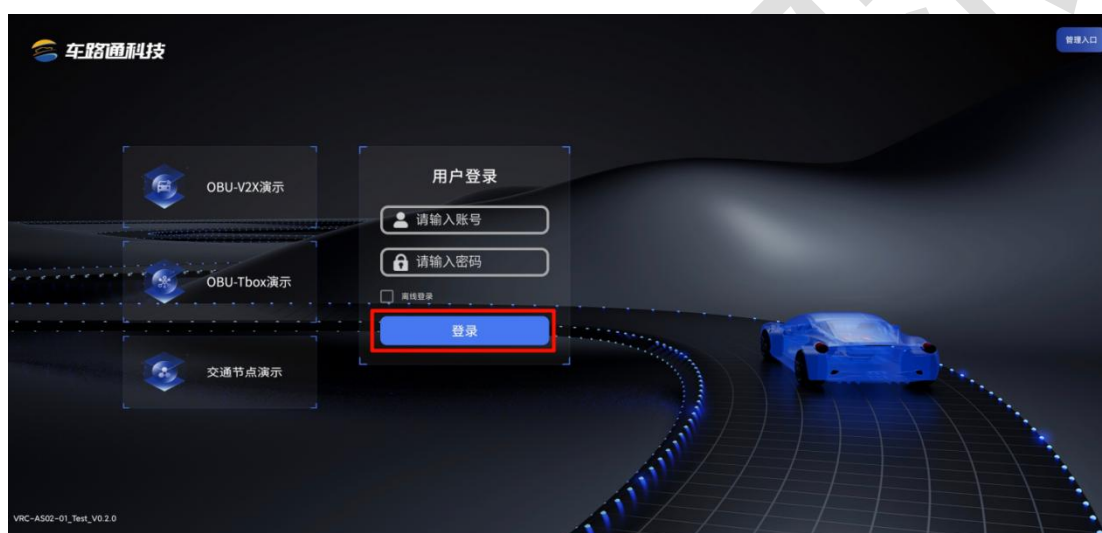 车路通科技
管理入口
OBU-V2X演示
OBU-Tbox演示
交通节点演示
用户登录
请输入账号
请输入密码
离线登录
登录
VRC-AS02-01_Test_V0.2.0